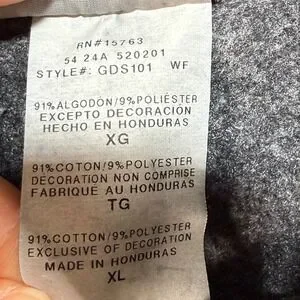 RN#15763
54 24A 520201
STYLE#: GDS101 WF
91%ALGODON/9%POLIÉSTER
EXCEPTO DECORACIÓN
HECHO EN HONDURAS
XG
91%COTON/9%POLYESTER
DÉCORATION NON COMPRISE
FABRIQUE AU HONDURAS
TG
91%COTTON/9%POLYESTER
EXCLUSIVE OF DECORATION
MADE IN HONDURAS
XL